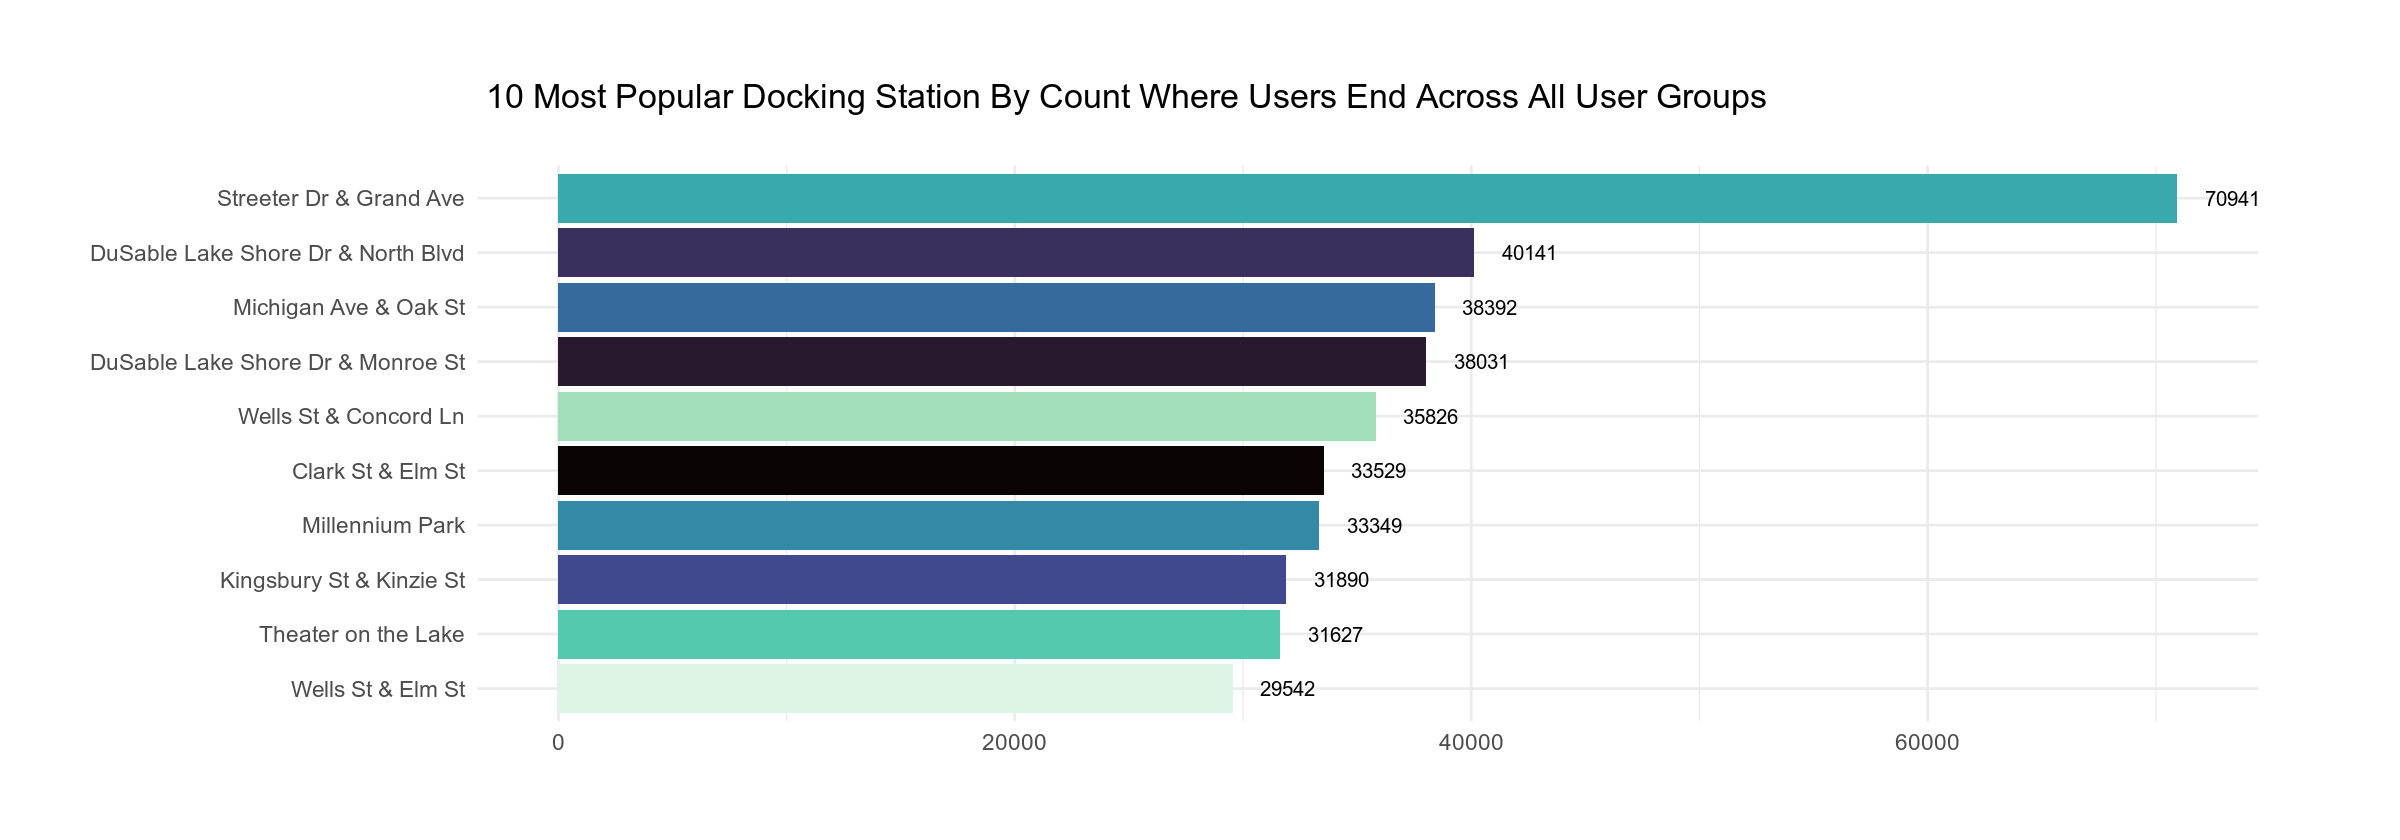 10 Most Popular Docking Station By Count Where Users End Across All User Groups
Streeter Dr & Grand Ave 70941
DuSable Lake Shore Dr & North Blvd 40141
Michigan Ave & Oak St 38392
DuSable Lake Shore Dr & Monroe St 38031
Wells St & Concord Ln 35826
Clark St & Elm St 33529
Millennium Park 33349
Kingsbury St & Kinzie St 31890
Theater on the Lake 31627
Wells St & Elm St 29542
0 20000 40000 60000